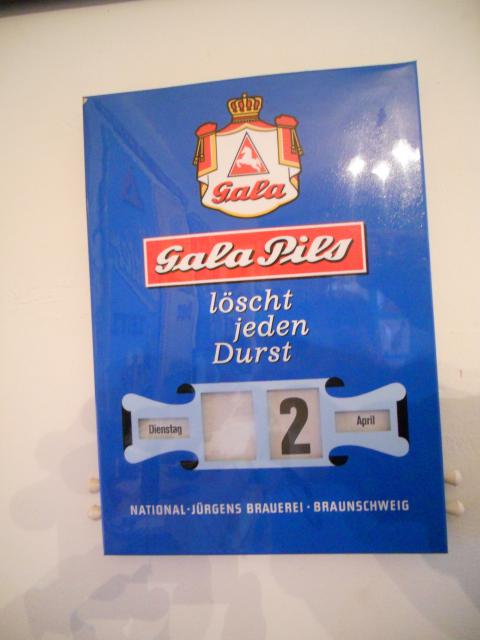 Gala
Gala Pils
löscht
jeden
Durst
Dienstag 2 April
NATIONAL-JÜRGENS BRAUEREI · BRAUNSCHWEIG